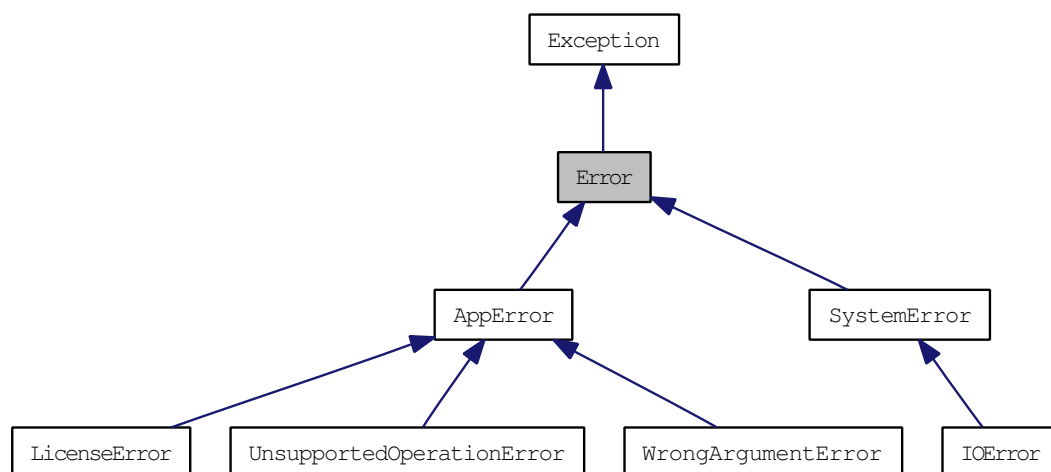 Exception
Error
AppError
SystemError
LicenseError
UnsupportedOperationError
WrongArgumentError
IOError